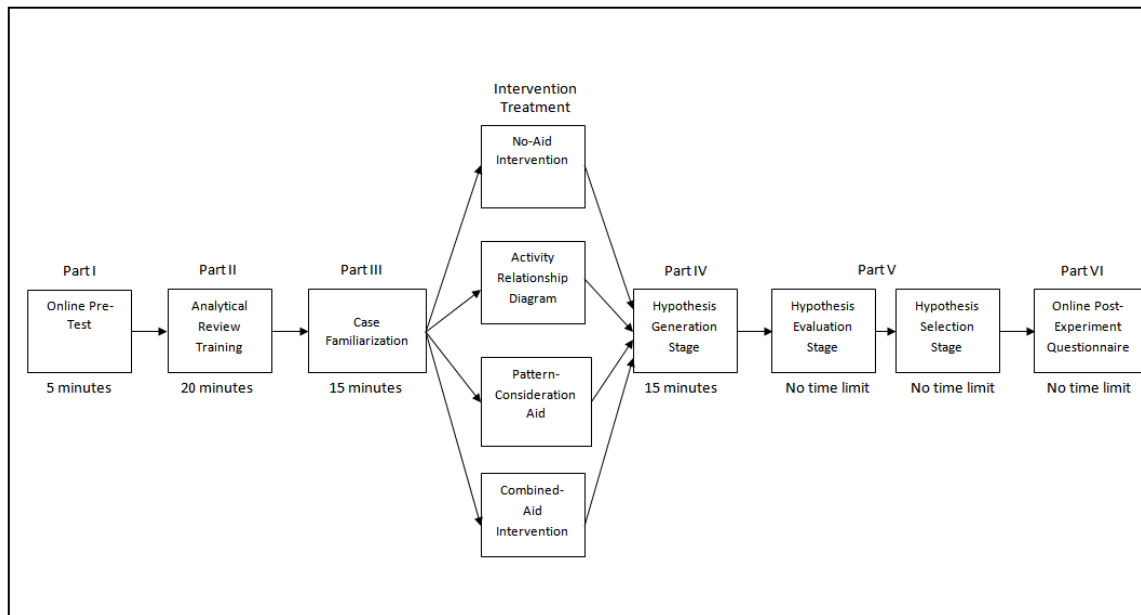 Part I
Online Pre-
Test
5 minutes
Part II
Analytical
Review
Training
20 minutes
Part III
Case
Familiarization
15 minutes
Intervention
Treatment
No-Aid
Intervention
Activity
Relationship
Diagram
Pattern-
Consideration
Aid
Combined-
Aid
Intervention
Part IV
Hypothesis
Generation
Stage
15 minutes
Part V
Hypothesis
Evaluation
Stage
No time limit
Hypothesis
Selection
Stage
No time limit
Part VI
Online Post-
Experiment
Questionnaire
No time limit